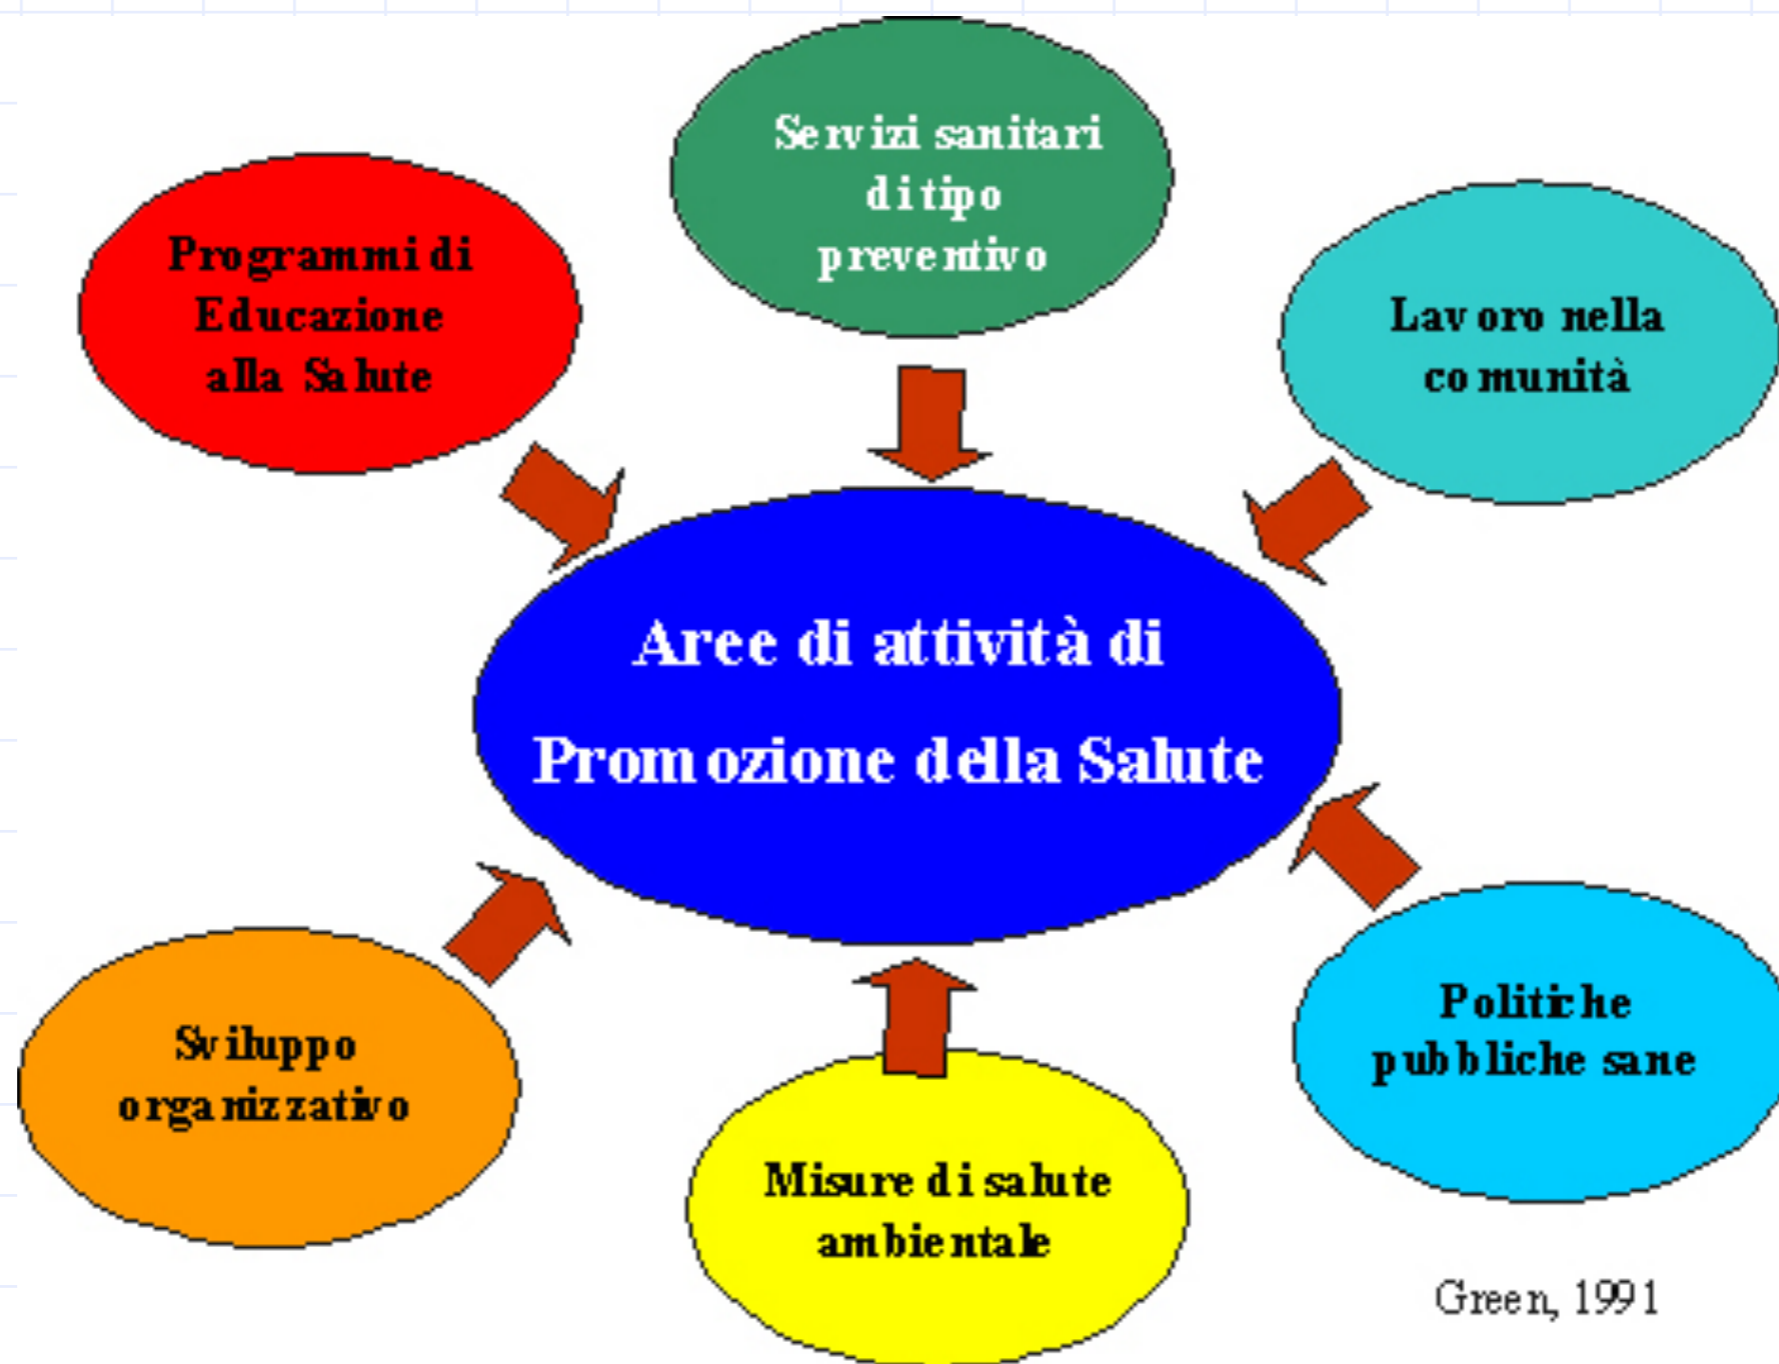 Servizi sanitari
di tipo
preventivo
Programmi di
Educazione
alla Salute
Lavoro nella
comunità
Aree di attività di
Promozione della Salute
Sviluppo
organizzativo
Politiche
pubbliche sane
Misure di salute
ambientale
Green, 1991